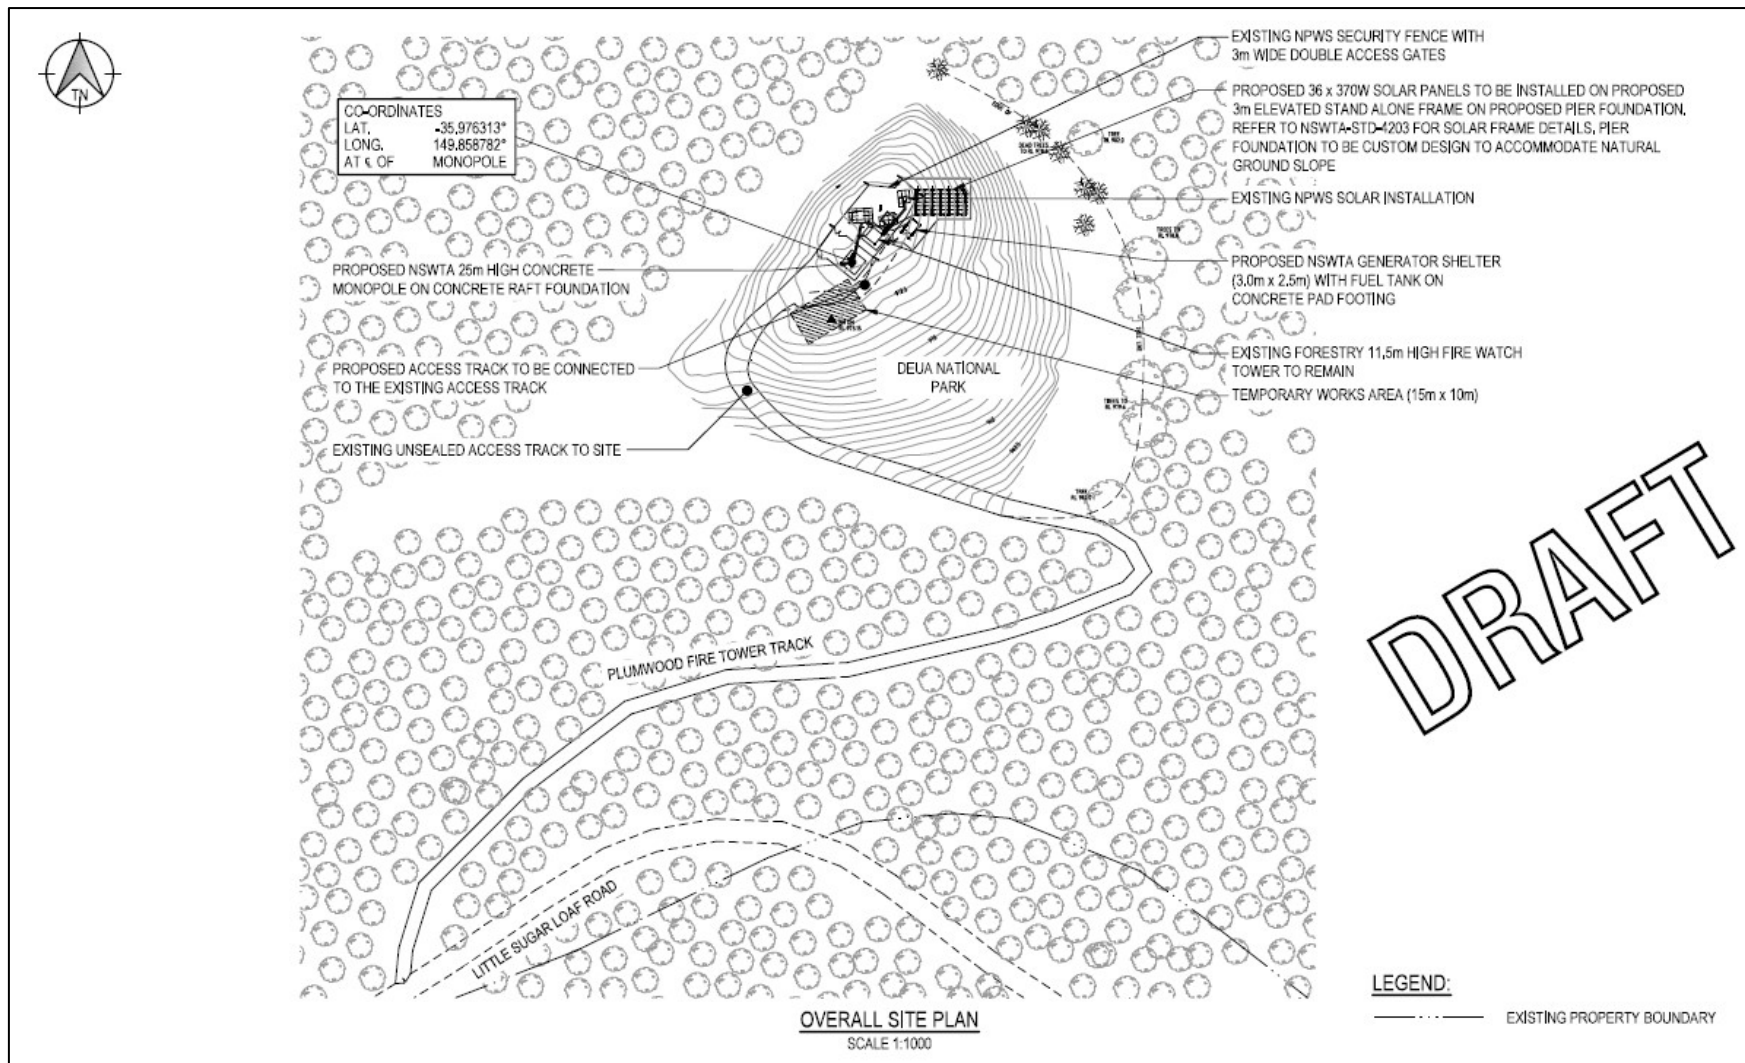 TN
CO-ORDINATES
LAT. -35.976313°
LONG. 149.858782°
AT ℄ OF MONOPOLE
EXISTING NPWS SECURITY FENCE WITH
3m WIDE DOUBLE ACCESS GATES
PROPOSED 36 x 370W SOLAR PANELS TO BE INSTALLED ON PROPOSED
3m ELEVATED STAND ALONE FRAME ON PROPOSED PIER FOUNDATION.
REFER TO NSWTA-STD-4203 FOR SOLAR FRAME DETAILS, PIER
FOUNDATION TO BE CUSTOM DESIGN TO ACCOMMODATE NATURAL
GROUND SLOPE
EXISTING NPWS SOLAR INSTALLATION
PROPOSED NSWTA GENERATOR SHELTER
(3.0m x 2.5m) WITH FUEL TANK ON
CONCRETE PAD FOOTING
PROPOSED NSWTA 25m HIGH CONCRETE
MONOPOLE ON CONCRETE RAFT FOUNDATION
EXISTING FORESTRY 11.5m HIGH FIRE WATCH
TOWER TO REMAIN
TEMPORARY WORKS AREA (15m x 10m)
PROPOSED ACCESS TRACK TO BE CONNECTED
TO THE EXISTING ACCESS TRACK
DEUA NATIONAL
PARK
EXISTING UNSEALED ACCESS TRACK TO SITE
DRAFT
PLUMWOOD FIRE TOWER TRACK
LITTLE SUGAR LOAF ROAD
LEGEND:
EXISTING PROPERTY BOUNDARY
OVERALL SITE PLAN
SCALE 1:1000